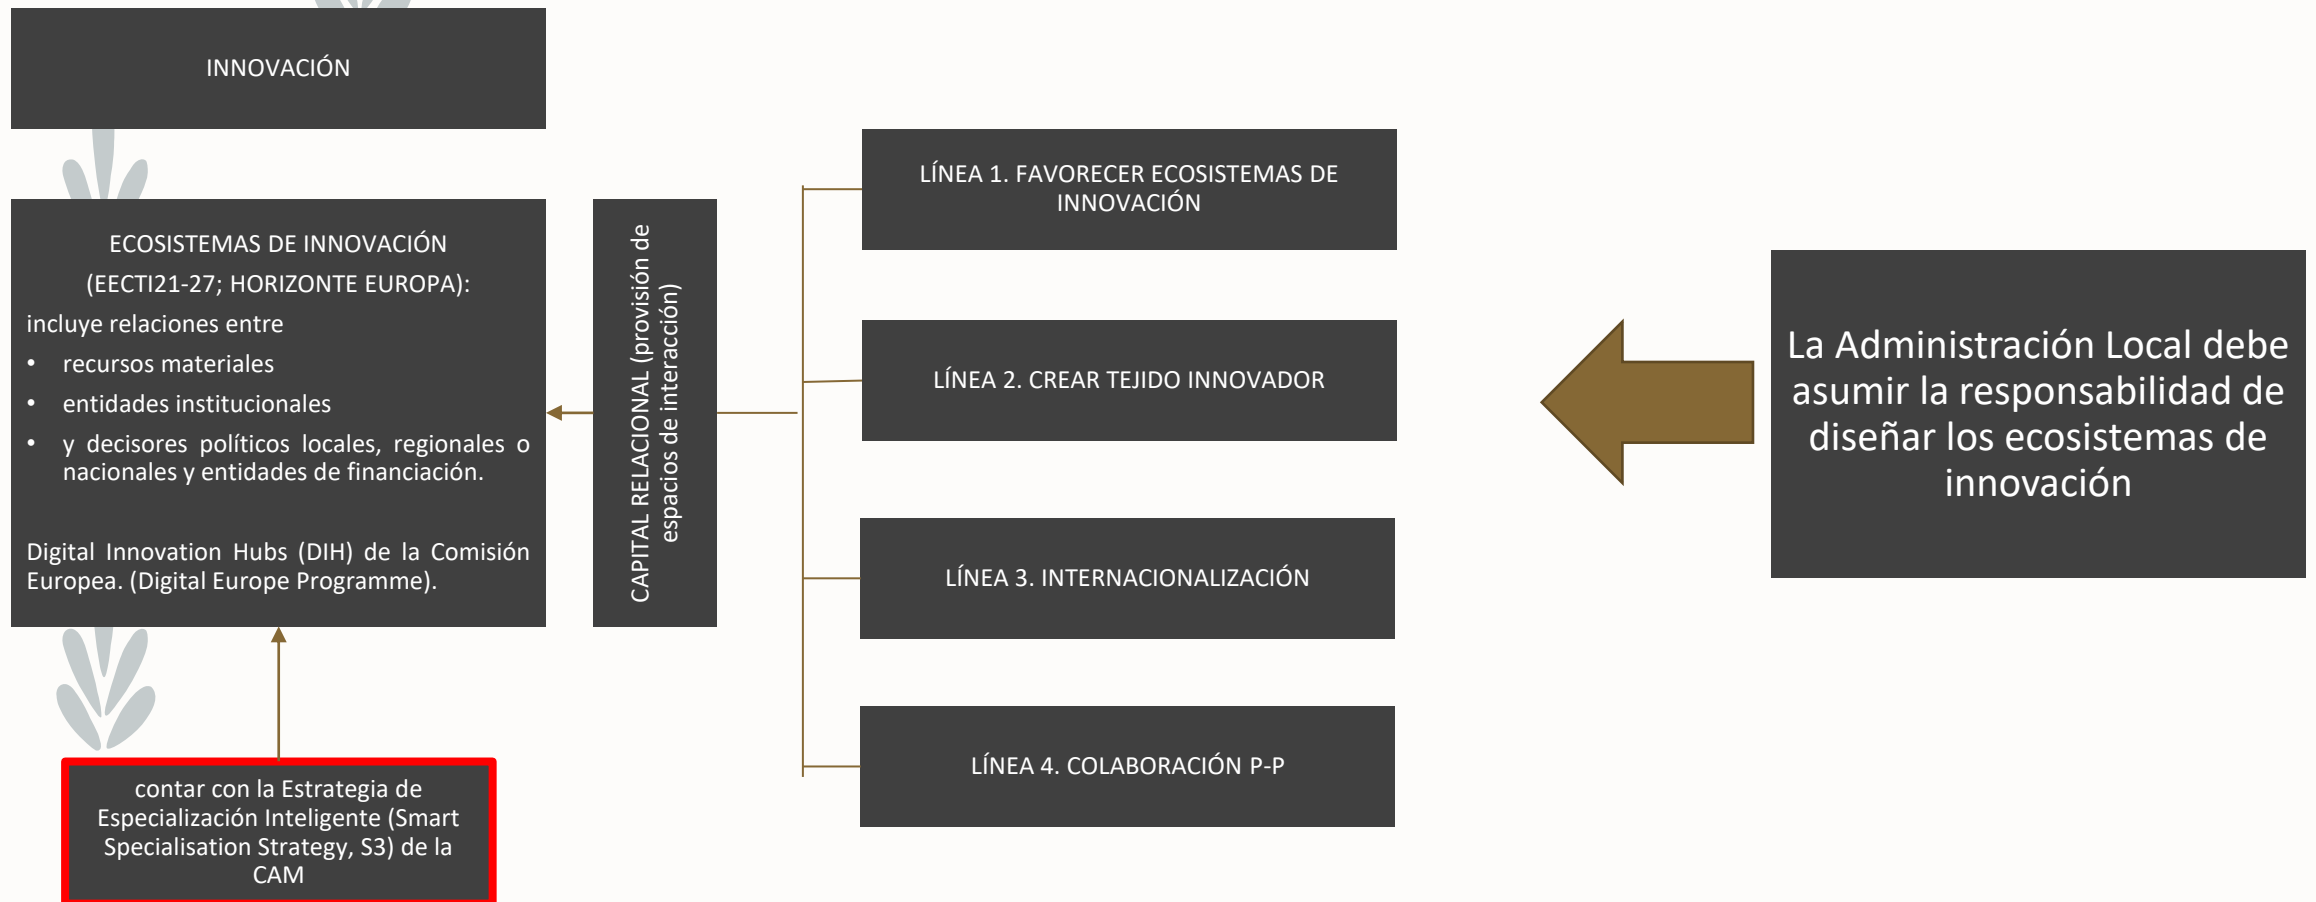 INNOVACIÓN
ECOSISTEMAS DE INNOVACIÓN
(EECTI21-27; HORIZONTE EUROPA):
incluye relaciones entre
• recursos materiales
• entidades institucionales
• y decisores políticos locales, regionales o
nacionales y entidades de financiación.
Digital Innovation Hubs (DIH) de la Comisión
Europea. (Digital Europe Programme).
contar con la Estrategia de
Especialización Inteligente (Smart
Specialisation Strategy, S3) de la
CAM
CAPITAL RELACIONAL (provisión de
espacios de interacción)
LÍNEA 1. FAVORECER ECOSISTEMAS DE
INNOVACIÓN
LÍNEA 2. CREAR TEJIDO INNOVADOR
LÍNEA 3. INTERNACIONALIZACIÓN
LÍNEA 4. COLABORACIÓN P-P
La Administración Local debe
asumir la responsabilidad de
diseñar los ecosistemas de
innovación